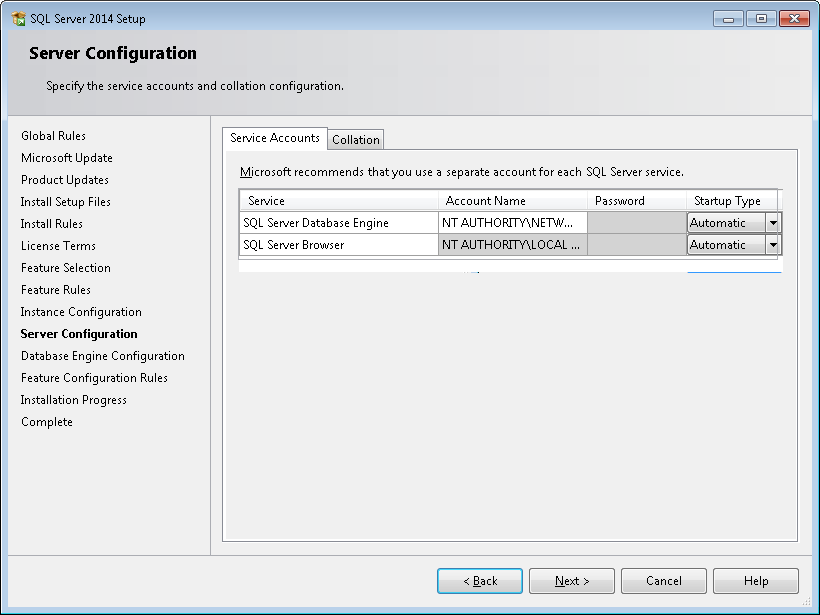 SQL Server 2014 Setup
Server Configuration
Specify the service accounts and collation configuration.
Global Rules
Microsoft Update
Product Updates
Install Setup Files
Install Rules
License Terms
Feature Selection
Feature Rules
Instance Configuration
Server Configuration
Database Engine Configuration
Feature Configuration Rules
Installation Progress
Complete
Service Accounts Collation
Microsoft recommends that you use a separate account for each SQL Server service.
Service Account Name Password Startup Type
SQL Server Database Engine NT AUTHORITY\NETW... Automatic
SQL Server Browser NT AUTHORITY\LOCAL ... Automatic
< Back Next > Cancel Help